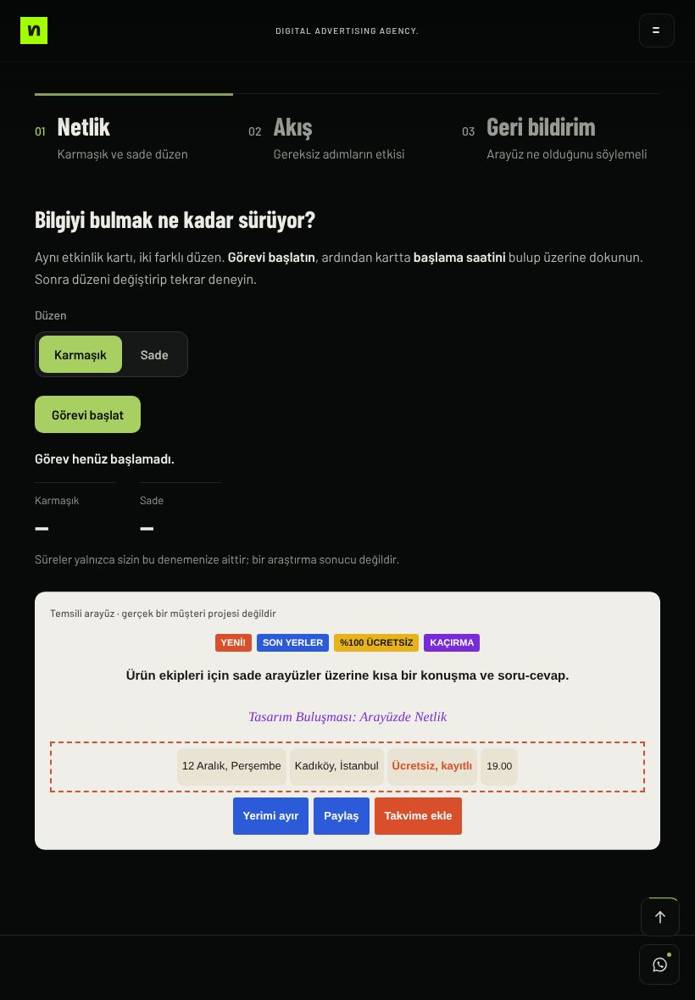 n
DIGITAL ADVERTISING AGENCY.
01 Netlik
Karmaşık ve sade düzen
02 Akış
Gereksiz adımların etkisi
03 Geri bildirim
Arayüz ne olduğunu söylemeli
Bilgiyi bulmak ne kadar sürüyor?
Aynı etkinlik kartı, iki farklı düzen. Görevi başlatın, ardından kartta başlama saatini bulup üzerine dokunun.
Sonra düzeni değiştirip tekrar deneyin.
Düzen
Karmaşık Sade
Görevi başlat
Görev henüz başlamadı.
Karmaşık Sade
– –
Süreler yalnızca sizin bu denemenize aittir; bir araştırma sonucu değildir.
Temsili arayüz · gerçek bir müşteri projesi değildir
YENİ! SON YERLER %100 ÜCRETSİZ KAÇIRMA
Ürün ekipleri için sade arayüzler üzerine kısa bir konuşma ve soru-cevap.
Tasarım Buluşması: Arayüzde Netlik
12 Aralık, Perşembe Kadıköy, İstanbul Ücretsiz, kayıtlı 19.00
Yerimi ayır Paylaş Takvime ekle